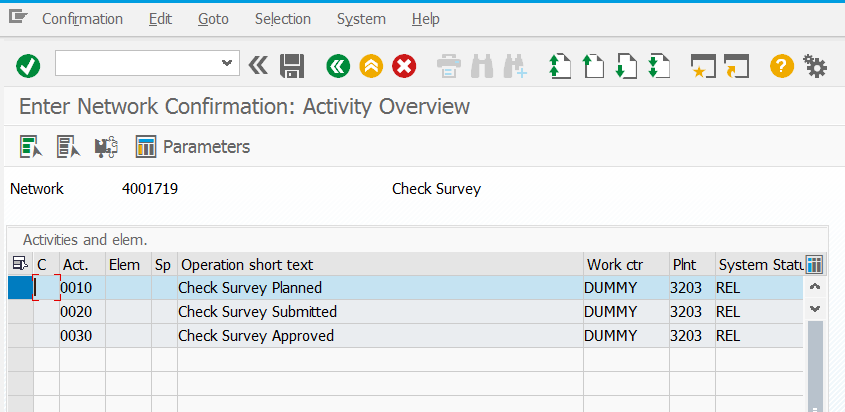 Confirmation Edit Goto Selection System Help
Enter Network Confirmation: Activity Overview
Parameters
Network 4001719 Check Survey
Activities and elem.
C Act. Elem Sp Operation short text Work ctr Plnt System Statu
0010 Check Survey Planned DUMMY 3203 REL
0020 Check Survey Submitted DUMMY 3203 REL
0030 Check Survey Approved DUMMY 3203 REL